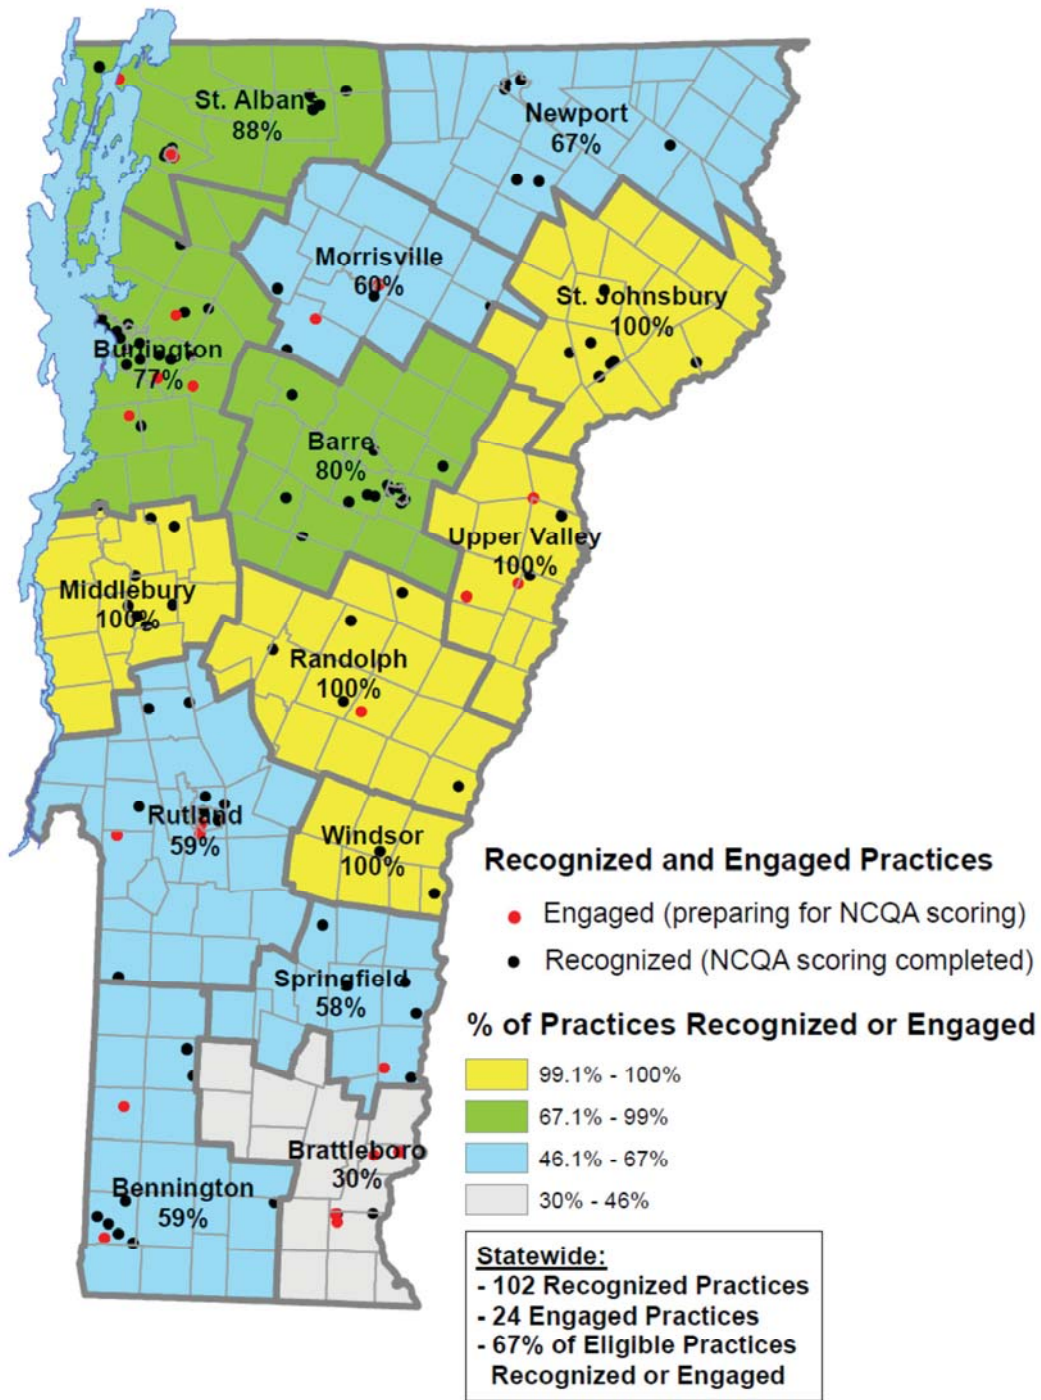 St. Albans
88%
Newport
67%
Morrisville
60%
St. Johnsbury
100%
Burlington
77%
Barre
80%
Upper Valley
100%
Middlebury
100%
Randolph
100%
Rutland
59%
Windsor
100%
Recognized and Engaged Practices
Engaged (preparing for NCQA scoring)
Recognized (NCQA scoring completed)
Springfield
58%
% of Practices Recognized or Engaged
99.1% - 100%
67.1% - 99%
46.1% - 67%
30% - 46%
Brattleboro
30%
Bennington
59%
Statewide:
- 102 Recognized Practices
- 24 Engaged Practices
- 67% of Eligible Practices
Recognized or Engaged